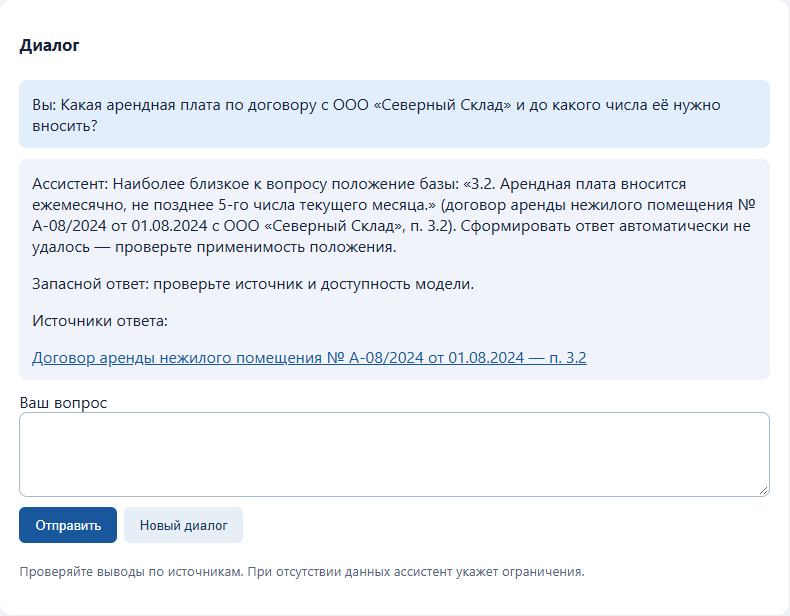 Диалог
Вы: Какая арендная плата по договору с ООО «Северный Склад» и до какого числа её нужно
вносить?
Ассистент: Наиболее близкое к вопросу положение базы: «3.2. Арендная плата вносится
ежемесячно, не позднее 5-го числа текущего месяца.» (договор аренды нежилого помещения №
А-08/2024 от 01.08.2024 с ООО «Северный Склад», п. 3.2). Сформировать ответ автоматически не
удалось — проверьте применимость положения.
Запасной ответ: проверьте источник и доступность модели.
Источники ответа:
Договор аренды нежилого помещения № А-08/2024 от 01.08.2024 — п. 3.2
Ваш вопрос
Отправить Новый диалог
Проверяйте выводы по источникам. При отсутствии данных ассистент укажет ограничения.